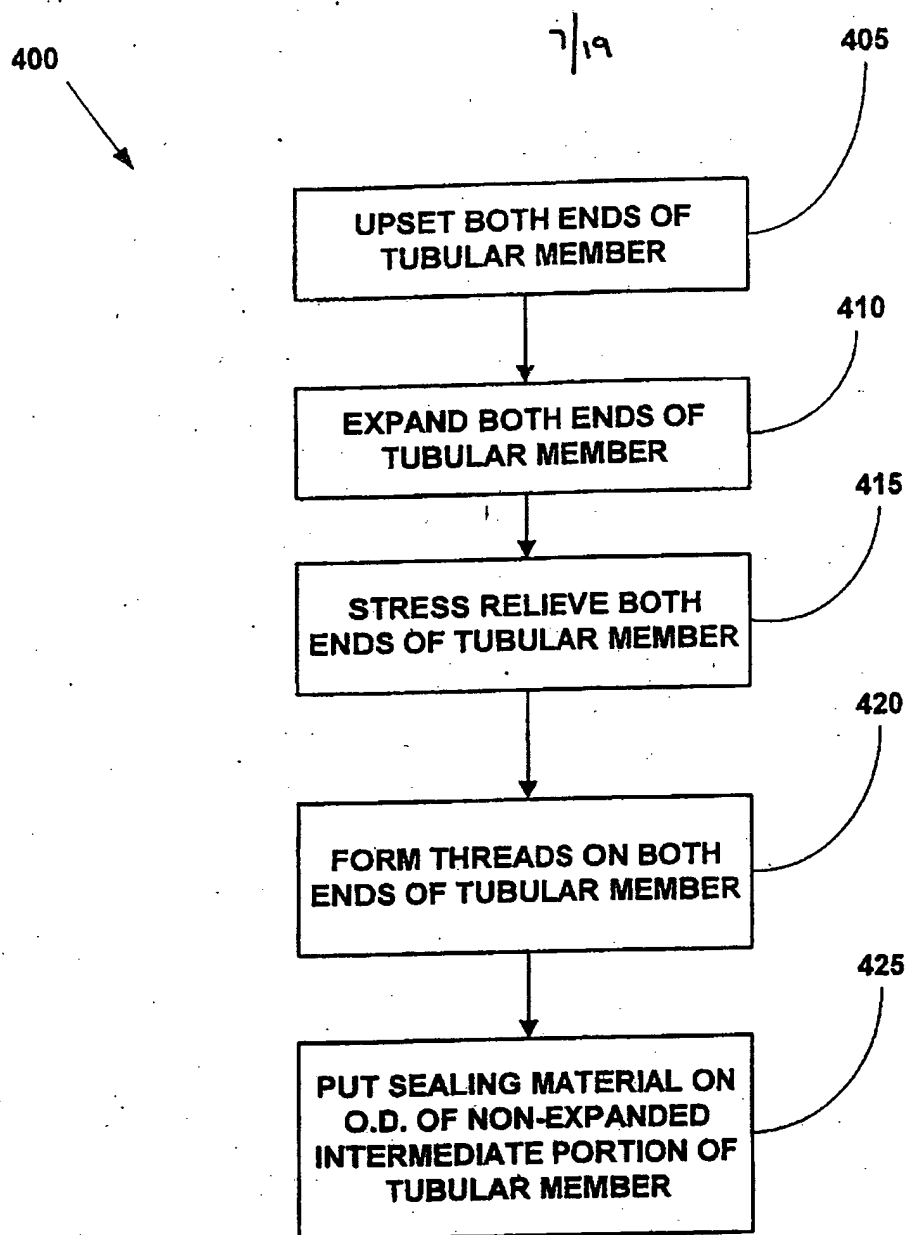 7/19
400
405
UPSET BOTH ENDS OF
TUBULAR MEMBER
410
EXPAND BOTH ENDS OF
TUBULAR MEMBER
415
STRESS RELIEVE BOTH
ENDS OF TUBULAR MEMBER
420
FORM THREADS ON BOTH
ENDS OF TUBULAR MEMBER
425
PUT SEALING MATERIAL ON
O.D. OF NON-EXPANDED
INTERMEDIATE PORTION OF
TUBULAR MEMBER